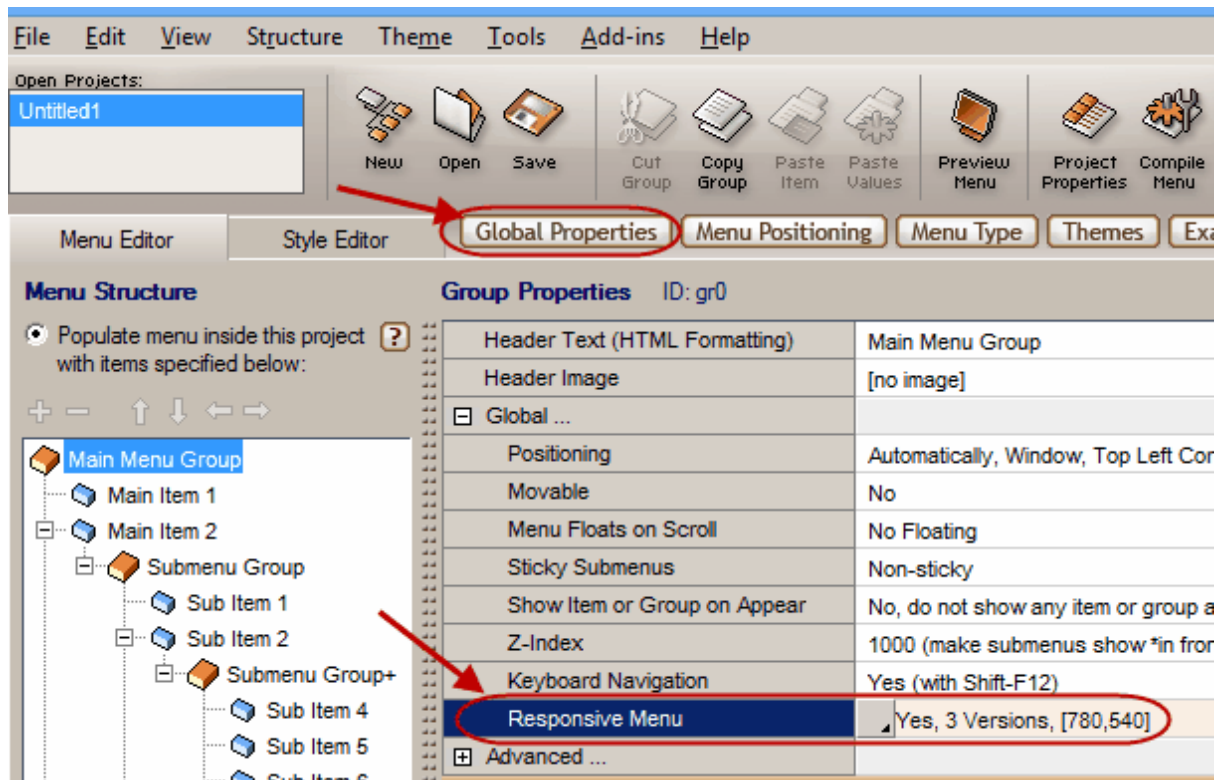 File Edit View Structure Theme Tools Add-ins Help
Open Projects:
Untitled1
New Open Save Cut Group Copy Group Paste Item Paste Values Preview Menu Project Properties Compile Menu
Menu Editor Style Editor Global Properties Menu Positioning Menu Type Themes Exa
Menu Structure
Populate menu inside this project ?
with items specified below:
Main Menu Group
Main Item 1
Main Item 2
Submenu Group
Sub Item 1
Sub Item 2
Submenu Group+
Sub Item 4
Sub Item 5
Sub Item 6
Group Properties ID: gr0
Header Text (HTML Formatting) Main Menu Group
Header Image [no image]
Global ...
Positioning Automatically, Window, Top Left Cor
Movable No
Menu Floats on Scroll No Floating
Sticky Submenus Non-sticky
Show Item or Group on Appear No, do not show any item or group a
Z-Index 1000 (make submenus show *in fron
Keyboard Navigation Yes (with Shift-F12)
Responsive Menu Yes, 3 Versions, [780,540]
Advanced ...